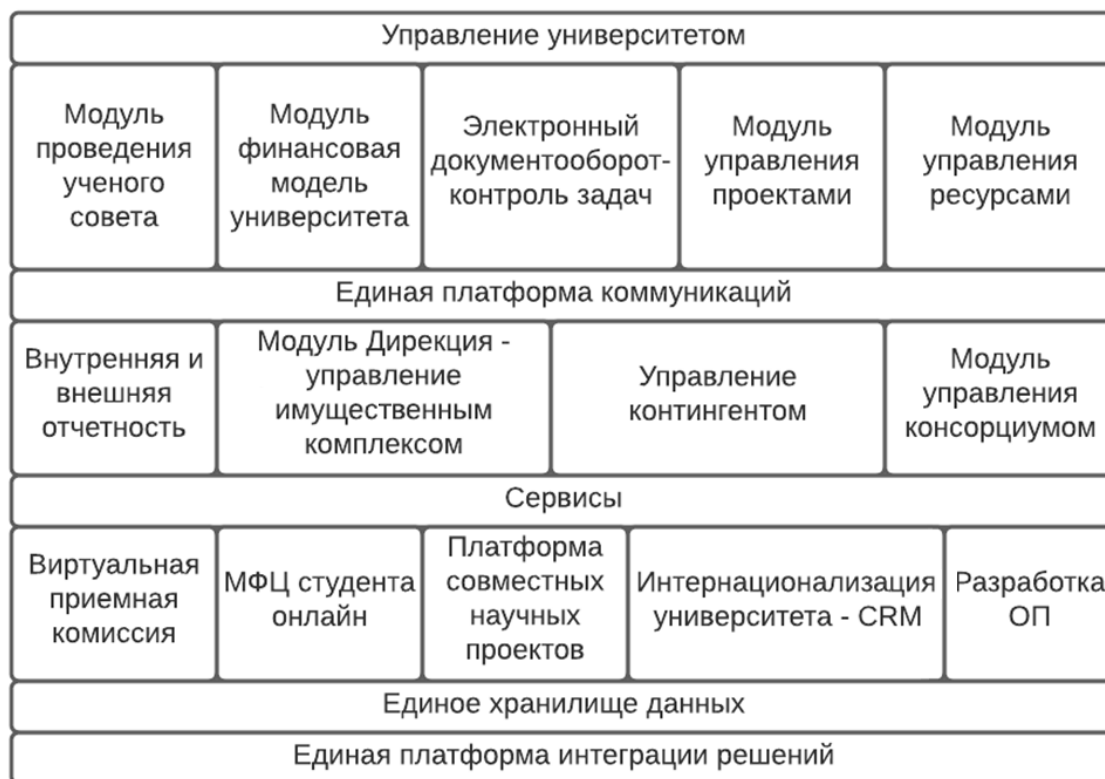 Управление университетом
Модуль
проведения
ученого
совета
Модуль
финансовая
модель
университета
Электронный
документооборот-
контроль задач
Модуль
управления
проектами
Модуль
управления
ресурсами
Единая платформа коммуникаций
Внутренняя и
внешняя
отчетность
Модуль Дирекция -
управление
имущественным
комплексом
Управление
контингентом
Модуль
управления
консорциумом
Сервисы
Виртуальная
приемная
комиссия
МФЦ студента
онлайн
Платформа
совместных
научных
проектов
Интернационализация
университета - CRM
Разработка
ОП
Единое хранилище данных
Единая платформа интеграции решений